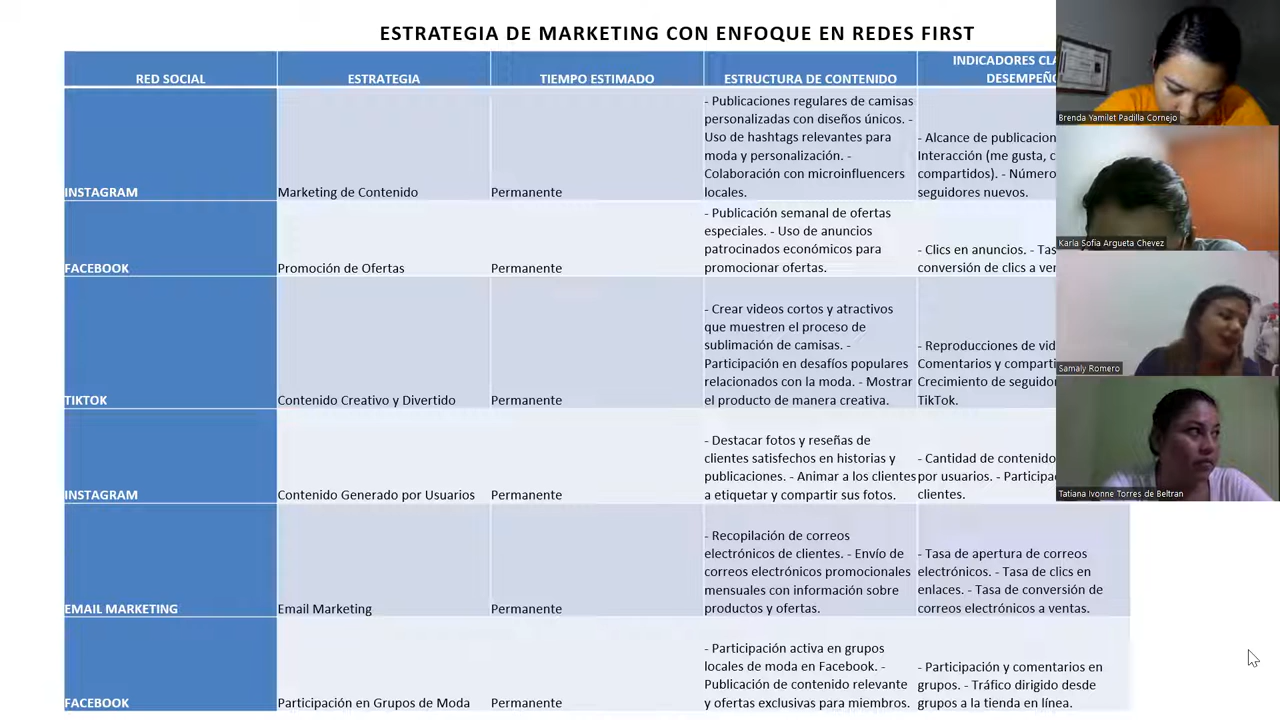 ESTRATEGIA DE MARKETING CON ENFOQUE EN REDES FIRST
RED SOCIAL
ESTRATEGIA
TIEMPO ESTIMADO
ESTRUCTURA DE CONTENIDO
INDICADORES
INSTAGRAM
Marketing de Contenido
Permanente
- Publicaciones regulares de camisas
personalizadas con diseños únicos. -
Uso de hashtags relevantes para
moda y personalización. -
Colaboración con microinfluencers
locales.
- Alcance de
Interacción (me gusta,
compartidos). - Número
seguidores nuevos.
FACEBOOK
Promoción de Ofertas
Permanente
- Publicación semanal de ofertas
especiales. - Uso de anuncios
patrocinados económicos para
promocionar ofertas.
- Clics en anuncios. -
conversión de clics a
TIKTOK
Contenido Creativo y Divertido
Permanente
- Crear videos cortos y atractivos
que muestren el proceso de
sublimación de camisas. -
Participación en desafíos populares
relacionados con la moda. - Mostrar
el producto de manera creativa.
- Reproducciones de
Comentarios y
Crecimiento de
TikTok.
INSTAGRAM
Contenido Generado por Usuarios
Permanente
- Destacar fotos y reseñas de
clientes satisfechos en historias y
publicaciones. - Animar a los clientes
a etiquetar y compartir sus fotos.
- Cantidad de contenido
por usuarios. -
clientes.
EMAIL MARKETING
Email Marketing
Permanente
- Recopilación de correos
electrónicos de clientes. - Envío de
correos electrónicos promocionales
mensuales con información sobre
productos y ofertas.
- Tasa de apertura de correos
electrónicos. - Tasa de clics en
enlaces. - Tasa de conversión de
correos electrónicos a ventas.
FACEBOOK
Participación en Grupos de Moda
Permanente
- Participación activa en grupos
locales de moda en Facebook. -
Publicación de contenido relevante
y ofertas exclusivas para miembros.
- Participación y comentarios en
grupos. - Tráfico dirigido desde
grupos a la tienda en línea.
Brenda Yamilet Padilla Cornejo
Karla Sofia Argueta Chevez
Samaly Romero
Tatiana Ivonne Torres de Beltran